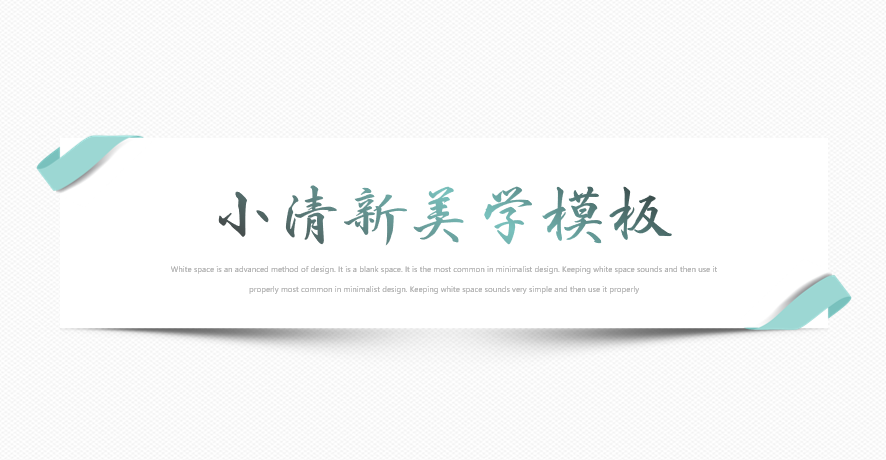 小清新美学模板
White space is an advanced method of design. It is a blank space. It is the most common in minimalist design. Keeping white space sounds and then use it
properly most common in minimalist design. Keeping white space sounds very simple and then use it properly